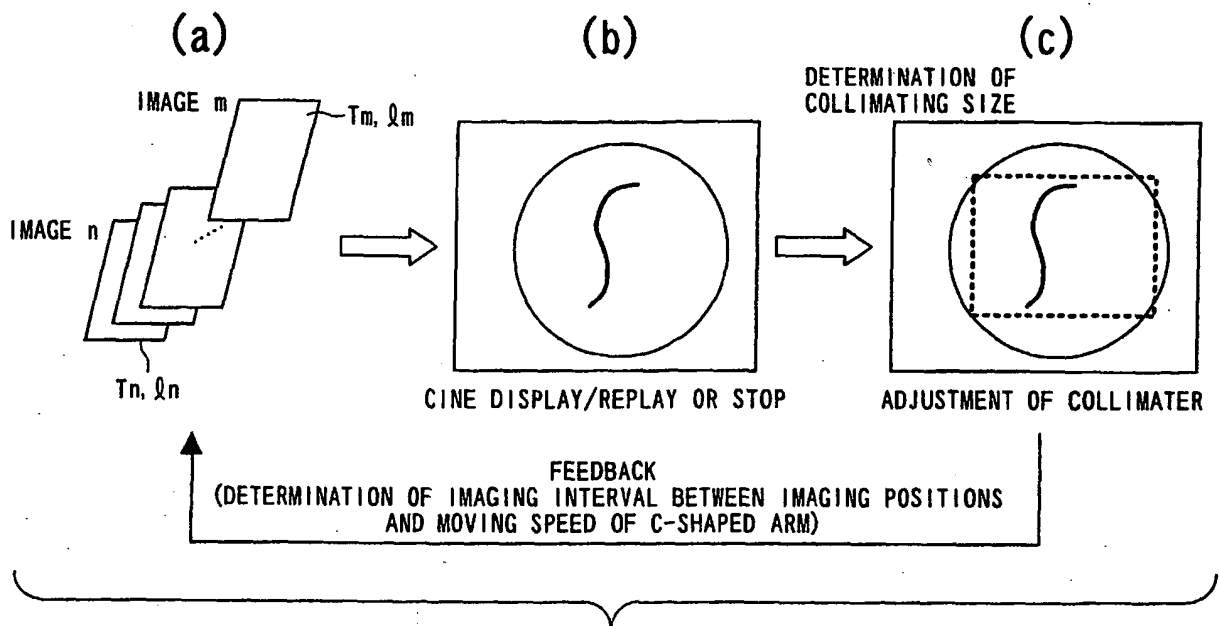 (a)
(b)
(c)
IMAGE m
Tm, ℓm
IMAGE n
Tn, ℓn
DETERMINATION OF
COLLIMATING SIZE
CINE DISPLAY/REPLAY OR STOP
ADJUSTMENT OF COLLIMATER
FEEDBACK
(DETERMINATION OF IMAGING INTERVAL BETWEEN IMAGING POSITIONS
AND MOVING SPEED OF C-SHAPED ARM)